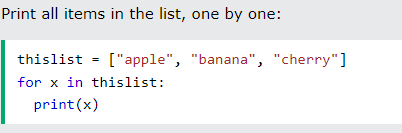 Print all items in the list, one by one:
thislist = ["apple", "banana", "cherry"]
for x in thislist:
  print(x)